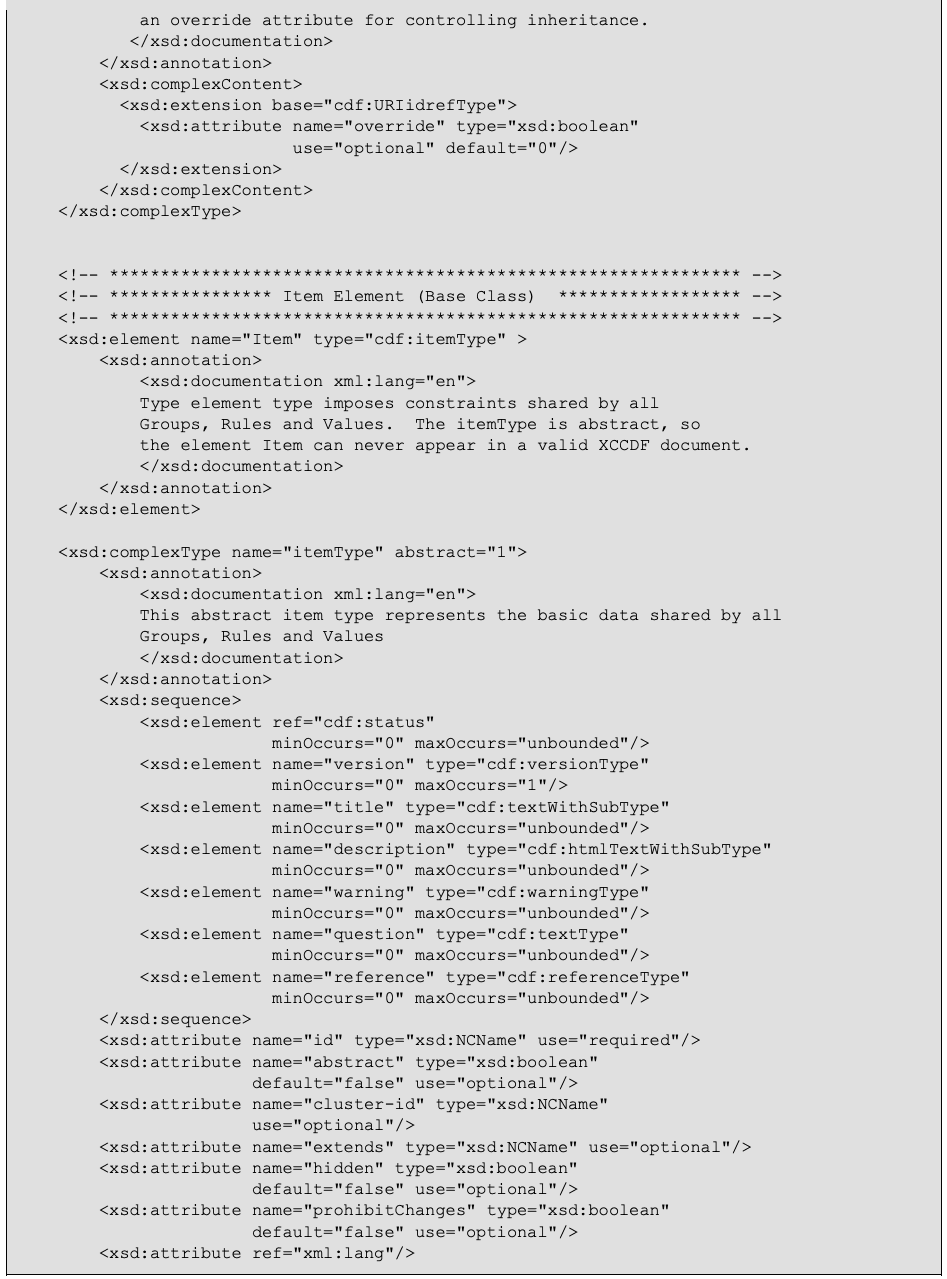 an override attribute for controlling inheritance.
</xsd:documentation>
</xsd:annotation>
<xsd:complexContent>
<xsd:extension base="cdf:URIidrefType">
<xsd:attribute name="override" type="xsd:boolean"
use="optional" default="0"/>
</xsd:extension>
</xsd:complexContent>
</xsd:complexType>
<!-- ************************************************************** -->
<!-- **************** Item Element (Base Class)  ****************** -->
<!-- ************************************************************** -->
<xsd:element name="Item" type="cdf:itemType" >
<xsd:annotation>
<xsd:documentation xml:lang="en">
Type element type imposes constraints shared by all
Groups, Rules and Values.  The itemType is abstract, so
the element Item can never appear in a valid XCCDF document.
</xsd:documentation>
</xsd:annotation>
</xsd:element>
<xsd:complexType name="itemType" abstract="1">
<xsd:annotation>
<xsd:documentation xml:lang="en">
This abstract item type represents the basic data shared by all
Groups, Rules and Values
</xsd:documentation>
</xsd:annotation>
<xsd:sequence>
<xsd:element ref="cdf:status"
minOccurs="0" maxOccurs="unbounded"/>
<xsd:element name="version" type="cdf:versionType"
minOccurs="0" maxOccurs="1"/>
<xsd:element name="title" type="cdf:textWithSubType"
minOccurs="0" maxOccurs="unbounded"/>
<xsd:element name="description" type="cdf:htmlTextWithSubType"
minOccurs="0" maxOccurs="unbounded"/>
<xsd:element name="warning" type="cdf:warningType"
minOccurs="0" maxOccurs="unbounded"/>
<xsd:element name="question" type="cdf:textType"
minOccurs="0" maxOccurs="unbounded"/>
<xsd:element name="reference" type="cdf:referenceType"
minOccurs="0" maxOccurs="unbounded"/>
</xsd:sequence>
<xsd:attribute name="id" type="xsd:NCName" use="required"/>
<xsd:attribute name="abstract" type="xsd:boolean"
default="false" use="optional"/>
<xsd:attribute name="cluster-id" type="xsd:NCName"
use="optional"/>
<xsd:attribute name="extends" type="xsd:NCName" use="optional"/>
<xsd:attribute name="hidden" type="xsd:boolean"
default="false" use="optional"/>
<xsd:attribute name="prohibitChanges" type="xsd:boolean"
default="false" use="optional"/>
<xsd:attribute ref="xml:lang"/>